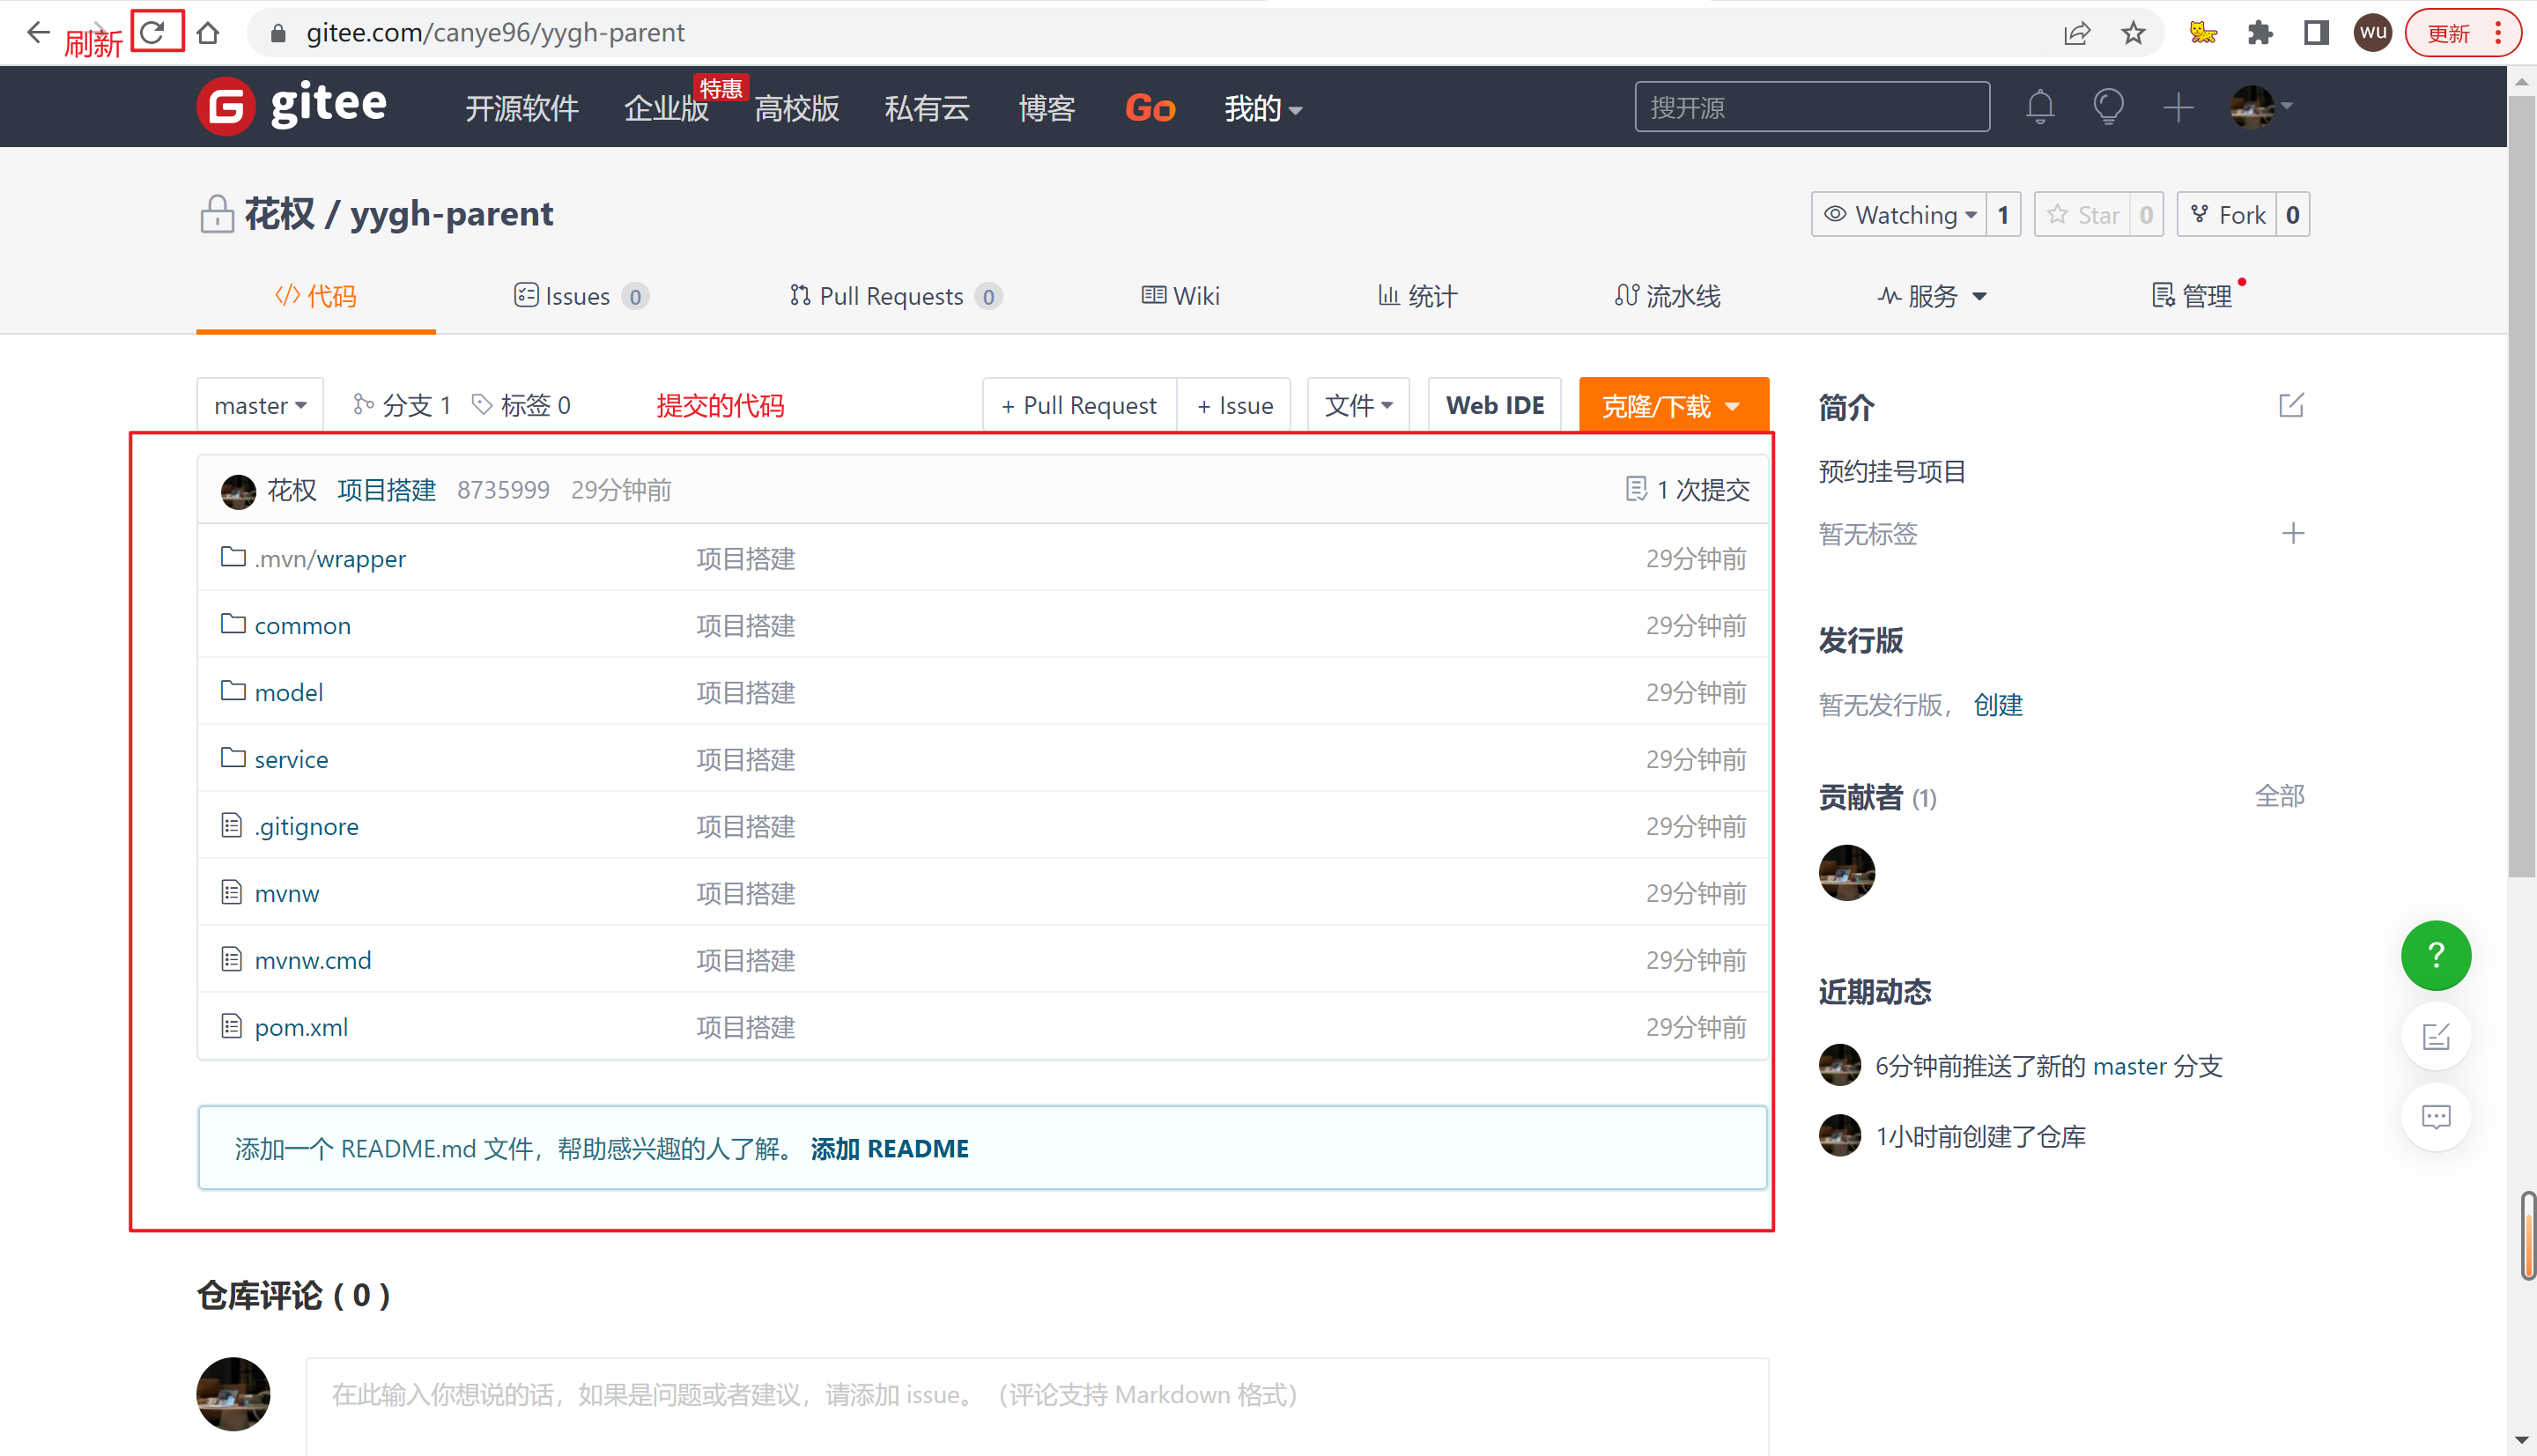 刷新
gitee.com/canye96/yygh-parent
wu
更新
gitee
开源软件
企业版
特惠
高校版
私有云
博客
Go
我的
搜开源
花权 / yygh-parent
Watching 1
Star 0
Fork 0
代码
Issues 0
Pull Requests 0
Wiki
统计
流水线
服务
管理
master
分支 1
标签 0
提交的代码
+ Pull Request
+ Issue
文件
Web IDE
克隆/下载
花权 项目搭建 8735999 29分钟前 1 次提交
.mvn/wrapper 项目搭建 29分钟前
common 项目搭建 29分钟前
model 项目搭建 29分钟前
service 项目搭建 29分钟前
.gitignore 项目搭建 29分钟前
mvnw 项目搭建 29分钟前
mvnw.cmd 项目搭建 29分钟前
pom.xml 项目搭建 29分钟前
添加一个 README.md 文件，帮助感兴趣的人了解。 添加 README
简介
预约挂号项目
暂无标签
发行版
暂无发行版， 创建
贡献者 (1) 全部
近期动态
6分钟前推送了新的 master 分支
1小时前创建了仓库
仓库评论 ( 0 )
在此输入你想说的话，如果是问题或者建议，请添加 issue。（评论支持 Markdown 格式）